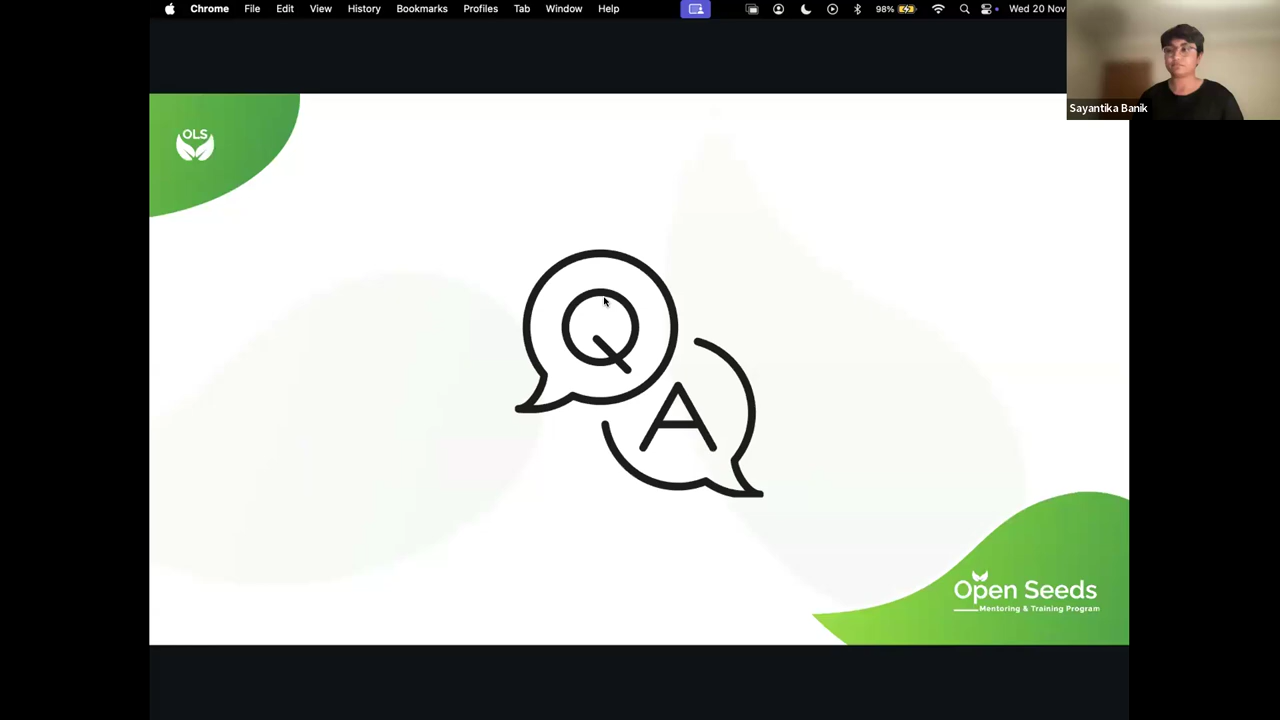 Chrome File Edit View History Bookmarks Profiles Tab Window Help 98% Wed 20 Nov
Sayantika Banik
OLS
Q
A
Open Seeds
Mentoring & Training Program